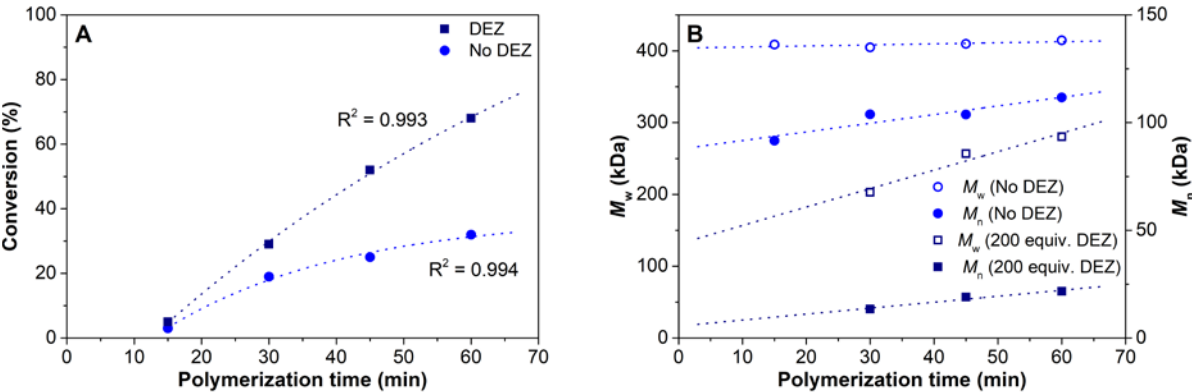 A
DEZ
No DEZ
R² = 0.993
R² = 0.994
100
80
60
40
20
0
0 10 20 30 40 50 60 70
Conversion (%)
Polymerization time (min)
B
400
300
200
100
0
Mw (kDa)
150
100
50
0
Mn (kDa)
Mw (No DEZ)
Mn (No DEZ)
Mw (200 equiv. DEZ)
Mn (200 equiv. DEZ)
0 10 20 30 40 50 60 70
Polymerization time (min)